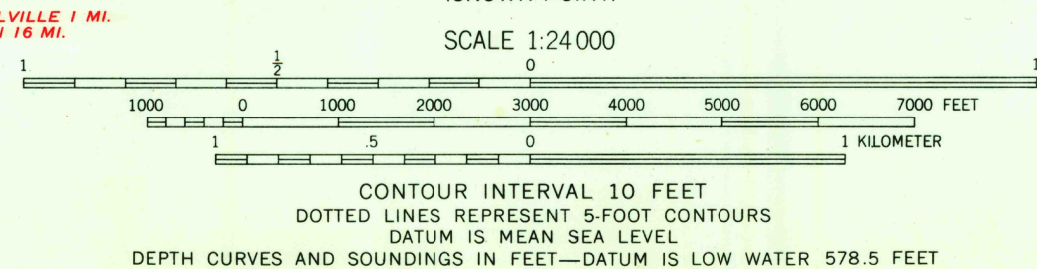 LVILLE 1 MI.
16 MI.
SCALE 1:24 000
1 1/2 0 1
1000 0 1000 2000 3000 4000 5000 6000 7000 FEET
1 .5 0 1 KILOMETER
CONTOUR INTERVAL 10 FEET
DOTTED LINES REPRESENT 5-FOOT CONTOURS
DATUM IS MEAN SEA LEVEL
DEPTH CURVES AND SOUNDINGS IN FEET—DATUM IS LOW WATER 578.5 FEET